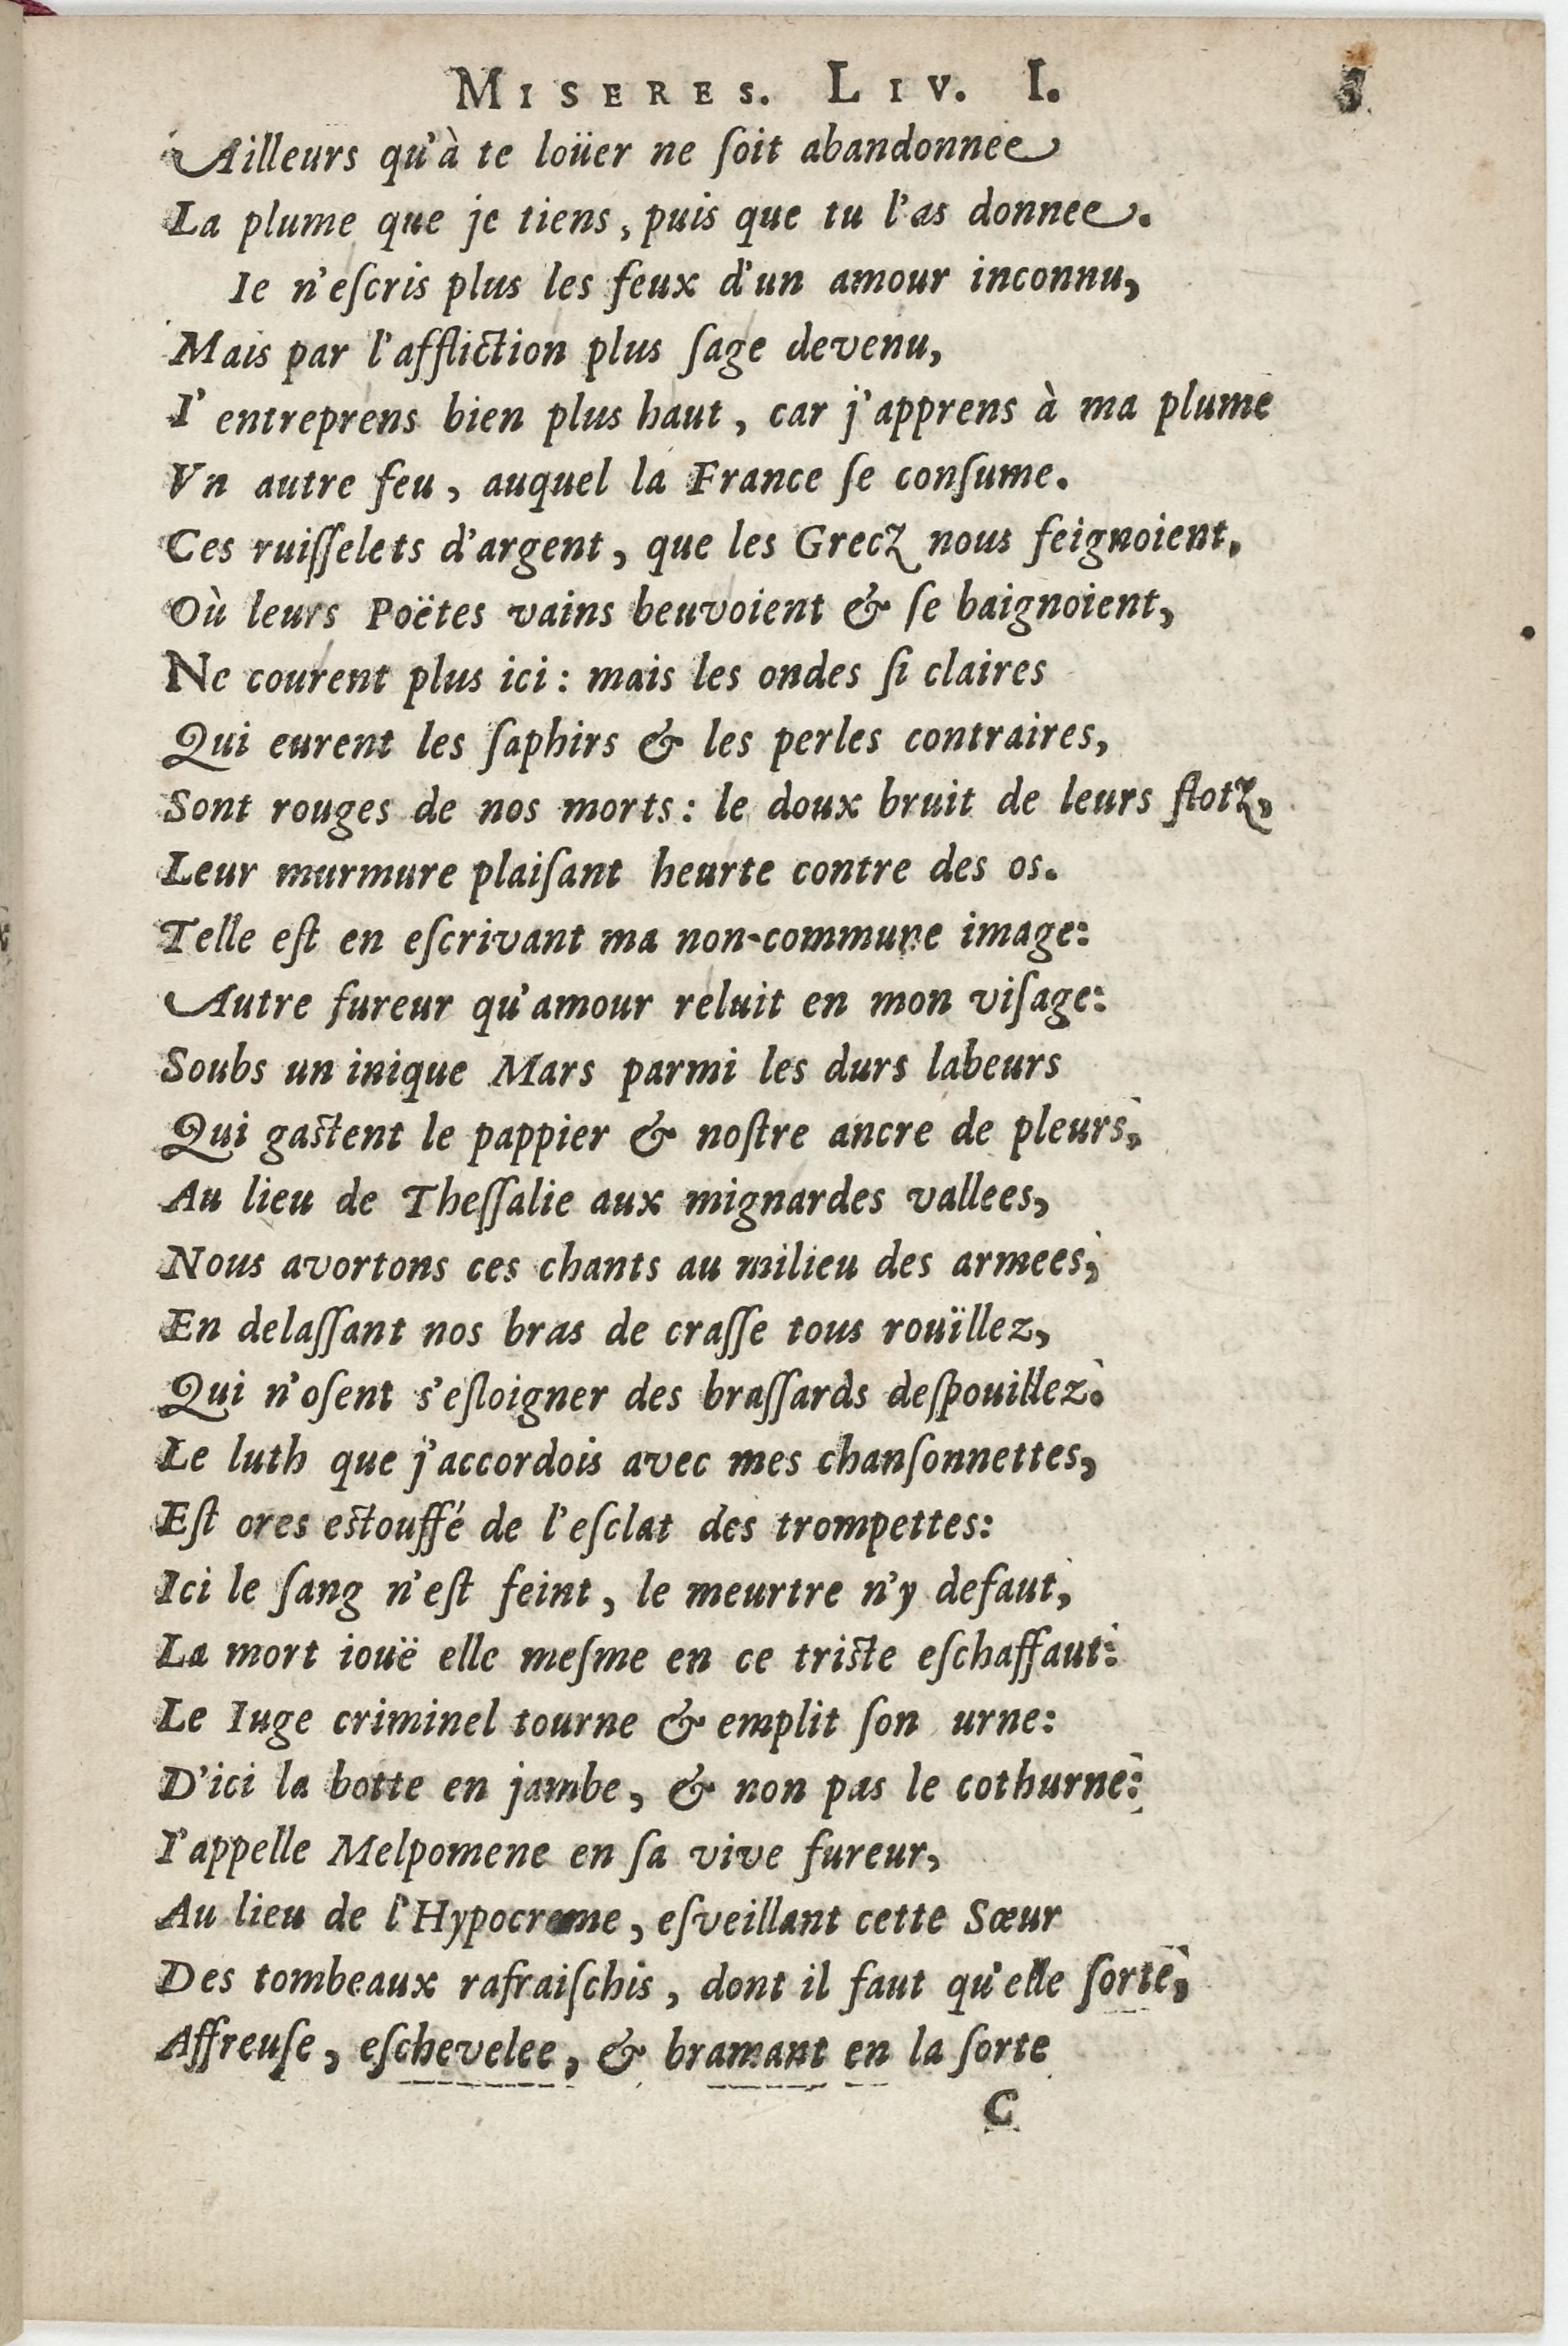 MISERES. LIV. I.
Ailleurs qu'à te loüer ne ſoit abandonnee
La plume que je tiens, puis que tu l'as donnee.
Ie n'eſcris plus les feux d'un amour inconnu,
Mais par l'affliction plus ſage devenu,
I'entreprens bien plus haut, car j'apprens à ma plume
Vn autre feu, auquel la France ſe conſume.
Ces ruiſſelets d'argent, que les Grecz nous feignoient,
Où leurs Poëtes vains beuvoient & ſe baignoient,
Ne courent plus ici: mais les ondes ſi claires
Qui eurent les ſaphirs & les perles contraires,
Sont rouges de nos morts: le doux bruit de leurs flotz,
Leur murmure plaiſant heurte contre des os.
Telle eſt en eſcrivant ma non-commune image:
Autre fureur qu'amour reluit en mon viſage:
Soubs un inique Mars parmi les durs labeurs
Qui gaſtent le pappier & noſtre ancre de pleurs,
Au lieu de Theſſalie aux mignardes vallees,
Nous avortons ces chants au milieu des armees,
En delaſſant nos bras de craſſe tous rouïllez,
Qui n'oſent s'eſloigner des braſſards deſpouillez.
Le luth que j'accordois avec mes chanſonnettes,
Eſt ores eſtouffé de l'eſclat des trompettes:
Ici le ſang n'eſt feint, le meurtre n'y defaut,
La mort iouë elle meſme en ce triſte eſchaffaut:
Le Iuge criminel tourne & emplit ſon urne:
D'ici la botte en jambe, & non pas le cothurne:
I'appelle Melpomene en ſa vive fureur,
Au lieu de l'Hypocreme, eſveillant cette Sœur
Des tombeaux rafraiſchis, dont il faut qu'elle ſorte,
Affreuſe, eſchevelee, & bramant en la ſorte
C